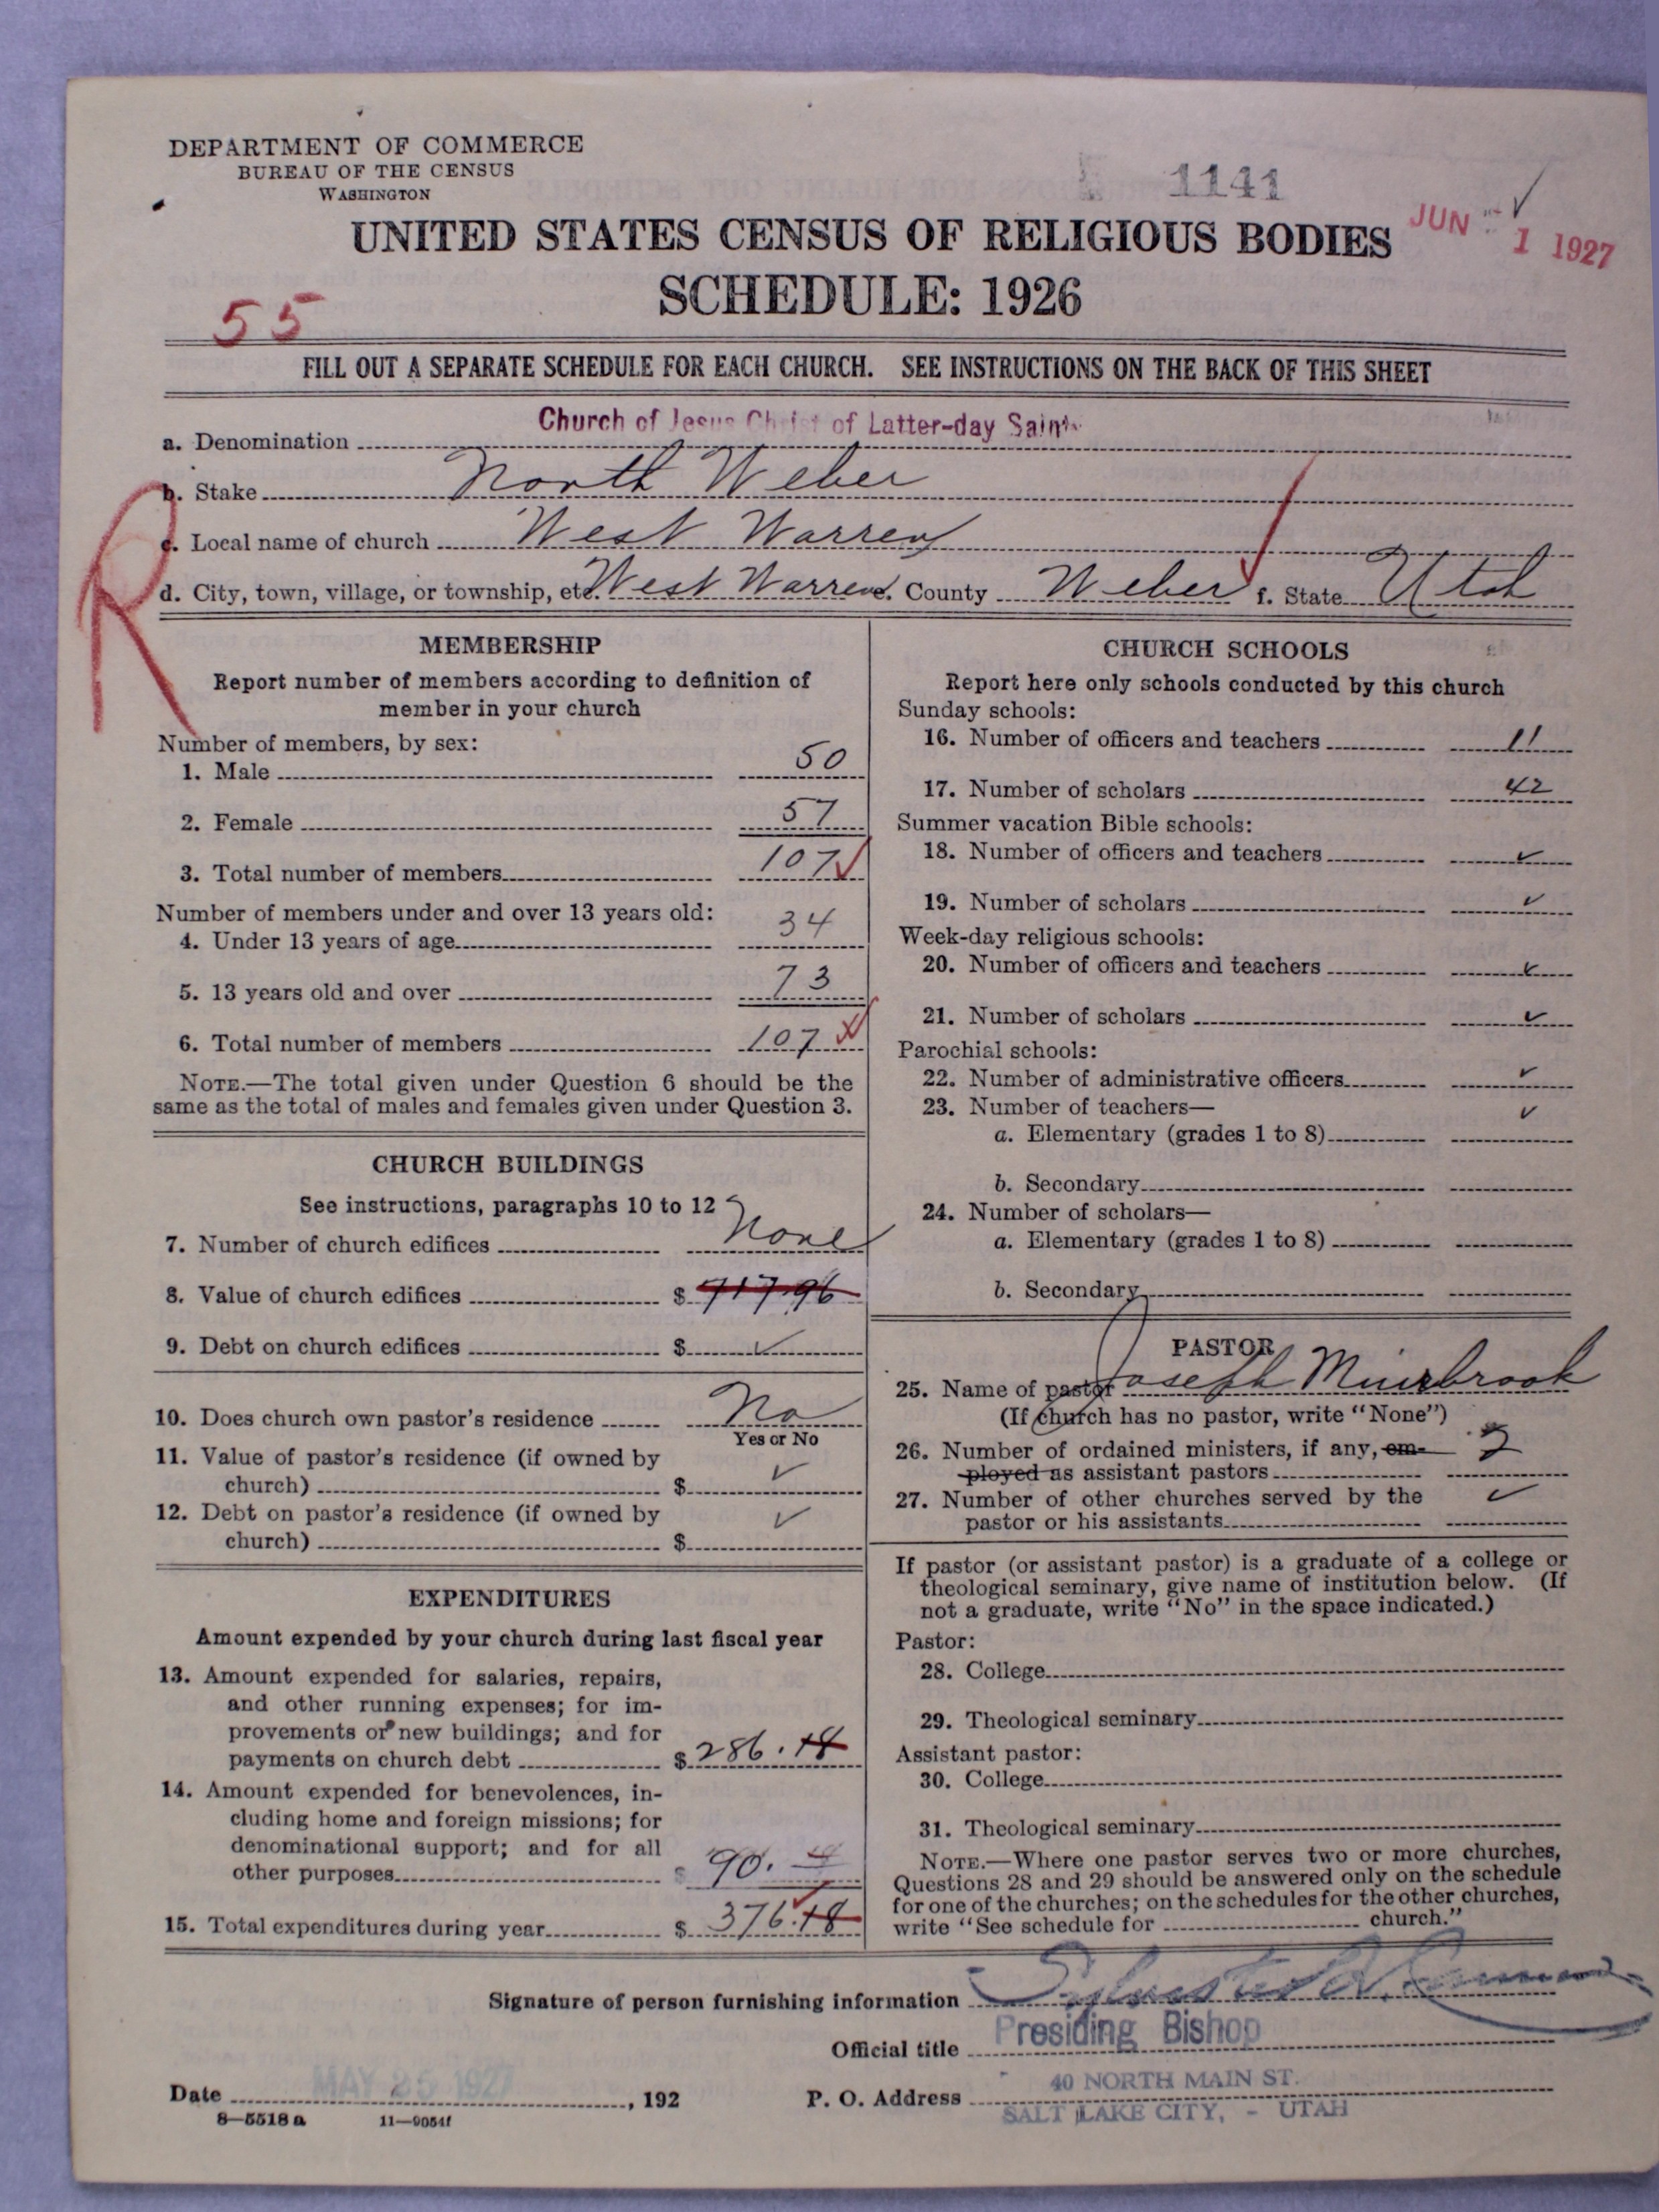 DEPARTMENT OF COMMERCE
BUREAU OF THE CENSUS
WASHINGTON
1141
JUN 1 1927
UNITED STATES CENSUS OF RELIGIOUS BODIES
SCHEDULE: 1926
55
FILL OUT A SEPARATE SCHEDULE FOR EACH CHURCH. SEE INSTRUCTIONS ON THE BACK OF THIS SHEET
a. Denomination Church of Jesus Christ of Latter-day Saints
b. Stake North Weber
c. Local name of church West Warren
d. City, town, village, or township, etc. West Warren e. County Weber f. State Utah
R
MEMBERSHIP
Report number of members according to definition of
member in your church
Number of members, by sex:
1. Male 50
2. Female 57
3. Total number of members 107
Number of members under and over 13 years old:
4. Under 13 years of age 34
5. 13 years old and over 73
6. Total number of members 107
NOTE.—The total given under Question 6 should be the
same as the total of males and females given under Question 3.
CHURCH BUILDINGS
See instructions, paragraphs 10 to 12
7. Number of church edifices None
8. Value of church edifices $ 717.96
9. Debt on church edifices $ ✓
10. Does church own pastor's residence No
Yes or No
11. Value of pastor's residence (if owned by
church) $ ✓
12. Debt on pastor's residence (if owned by
church) $ ✓
EXPENDITURES
Amount expended by your church during last fiscal year
13. Amount expended for salaries, repairs,
and other running expenses; for im-
provements or new buildings; and for
payments on church debt $ 286.18
14. Amount expended for benevolences, in-
cluding home and foreign missions; for
denominational support; and for all
other purposes $ 90.
15. Total expenditures during year $ 376.18
CHURCH SCHOOLS
Report here only schools conducted by this church
Sunday schools:
16. Number of officers and teachers 11
17. Number of scholars 42
Summer vacation Bible schools:
18. Number of officers and teachers ✓
19. Number of scholars ✓
Week-day religious schools:
20. Number of officers and teachers ✓
21. Number of scholars ✓
Parochial schools:
22. Number of administrative officers ✓
23. Number of teachers— ✓
a. Elementary (grades 1 to 8)
b. Secondary
24. Number of scholars—
a. Elementary (grades 1 to 8)
b. Secondary
PASTOR
25. Name of pastor Joseph Muirbrook
(If church has no pastor, write "None")
26. Number of ordained ministers, if any, em- 2
ployed as assistant pastors
27. Number of other churches served by the ✓
pastor or his assistants
If pastor (or assistant pastor) is a graduate of a college or
theological seminary, give name of institution below. (If
not a graduate, write "No" in the space indicated.)
Pastor:
28. College
29. Theological seminary
Assistant pastor:
30. College
31. Theological seminary
NOTE.—Where one pastor serves two or more churches,
Questions 28 and 29 should be answered only on the schedule
for one of the churches; on the schedules for the other churches,
write "See schedule for church."
Signature of person furnishing information Sylvester Q. Cannon
Official title Presiding Bishop
Date MAY 25 1927, 192
P. O. Address 40 NORTH MAIN ST.
SALT LAKE CITY, - UTAH
8—5518 a 11—9054f